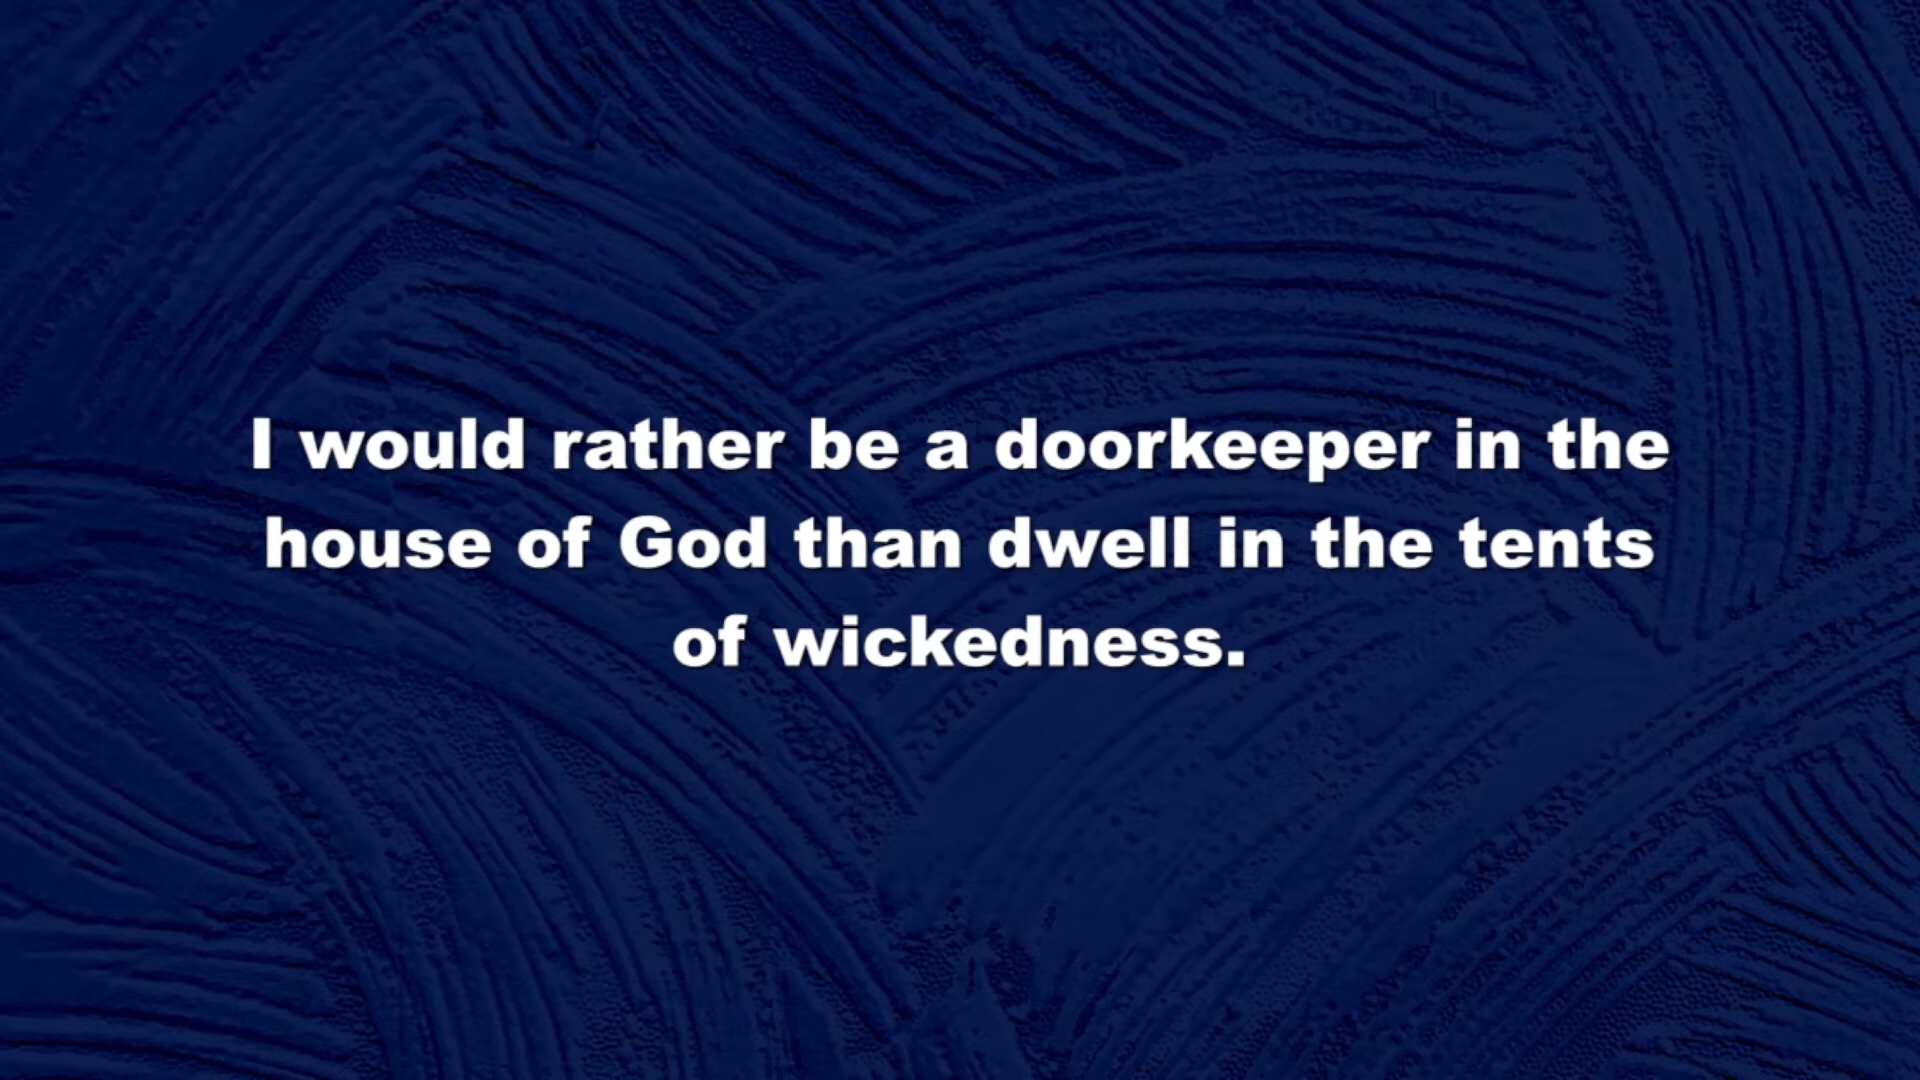 I would rather be a doorkeeper in the
house of God than dwell in the tents
of wickedness.